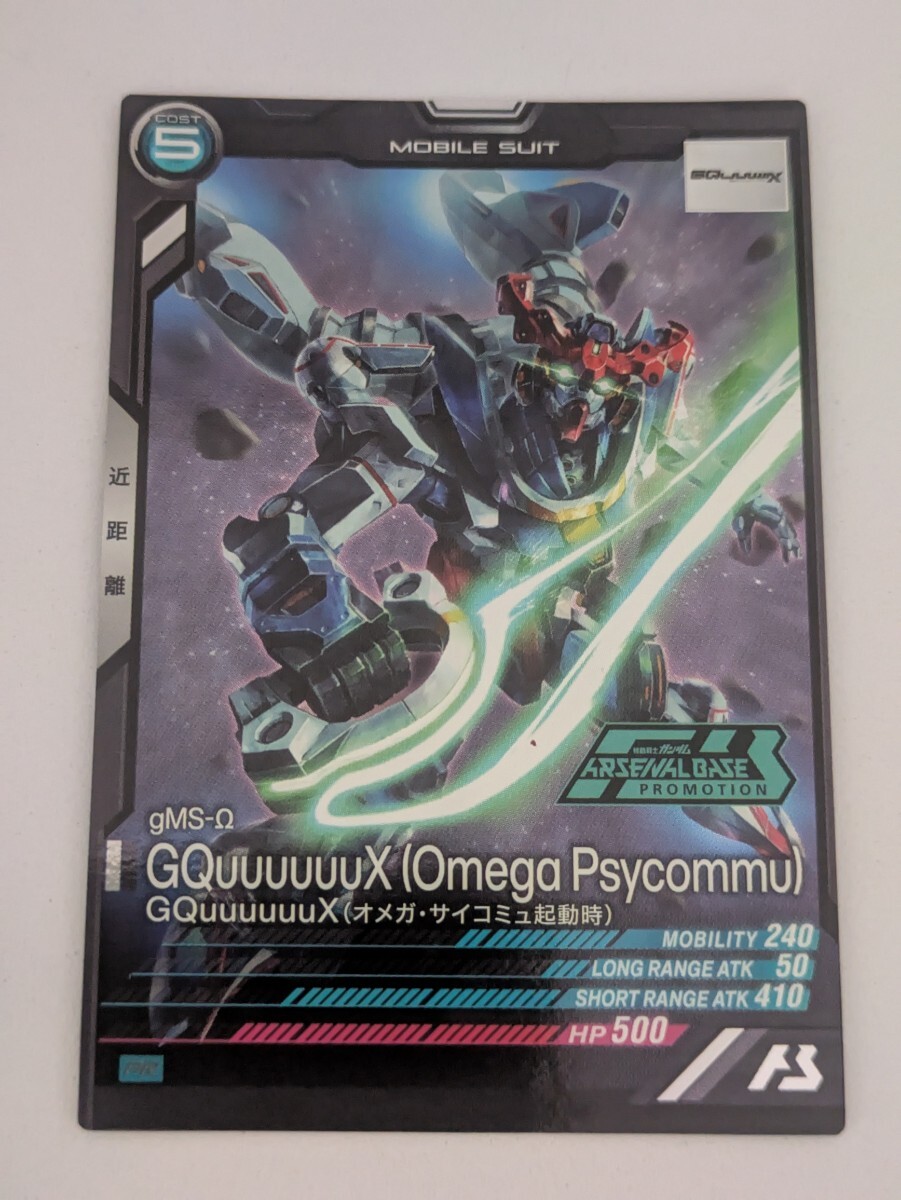 COST
5
MOBILE SUIT
GQuuuuuuX
近距離
機動戦士ガンダム
ARSENAL BASE
PROMOTION
gMS-Ω
GQuuuuuuX (Omega Psycommu)
GQuuuuuuX (オメガ・サイコミュ起動時)
MOBILITY 240
LONG RANGE ATK 50
SHORT RANGE ATK 410
HP 500
PR
AB